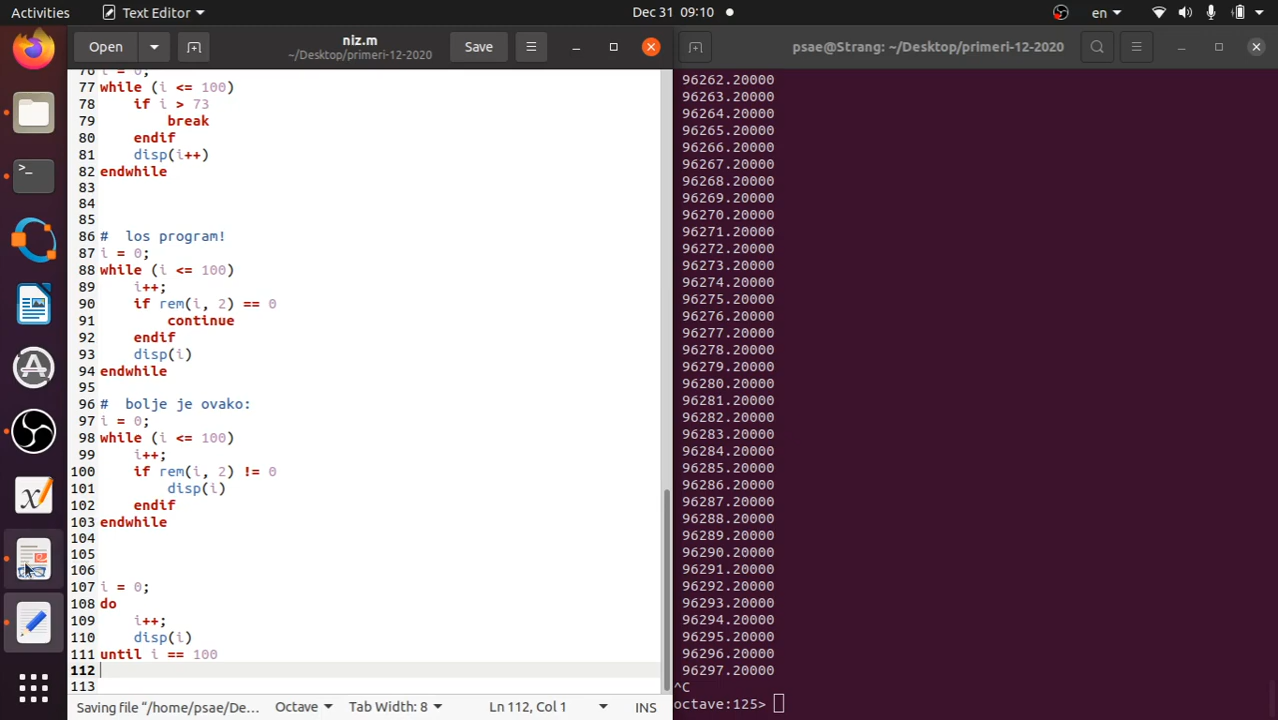 Activities
Text Editor
Dec 31 09:10
en
Open
niz.m
~/Desktop/primeri-12-2020
Save
76 i = 0;
77 while (i <= 100)
78 if i > 73
79 break
80 endif
81 disp(i++)
82 endwhile
83
84
85
86 # los program!
87 i = 0;
88 while (i <= 100)
89 i++;
90 if rem(i, 2) == 0
91 continue
92 endif
93 disp(i)
94 endwhile
95
96 # bolje je ovako:
97 i = 0;
98 while (i <= 100)
99 i++;
100 if rem(i, 2) != 0
101 disp(i)
102 endif
103 endwhile
104
105
106
107 i = 0;
108 do
109 i++;
110 disp(i)
111 until i == 100
112
113
Saving file “/home/psae/De...
Octave
Tab Width: 8
Ln 112, Col 1
INS
psae@Strang: ~/Desktop/primeri-12-2020
96262.20000
96263.20000
96264.20000
96265.20000
96266.20000
96267.20000
96268.20000
96269.20000
96270.20000
96271.20000
96272.20000
96273.20000
96274.20000
96275.20000
96276.20000
96277.20000
96278.20000
96279.20000
96280.20000
96281.20000
96282.20000
96283.20000
96284.20000
96285.20000
96286.20000
96287.20000
96288.20000
96289.20000
96290.20000
96291.20000
96292.20000
96293.20000
96294.20000
96295.20000
96296.20000
96297.20000
^C
octave:125>